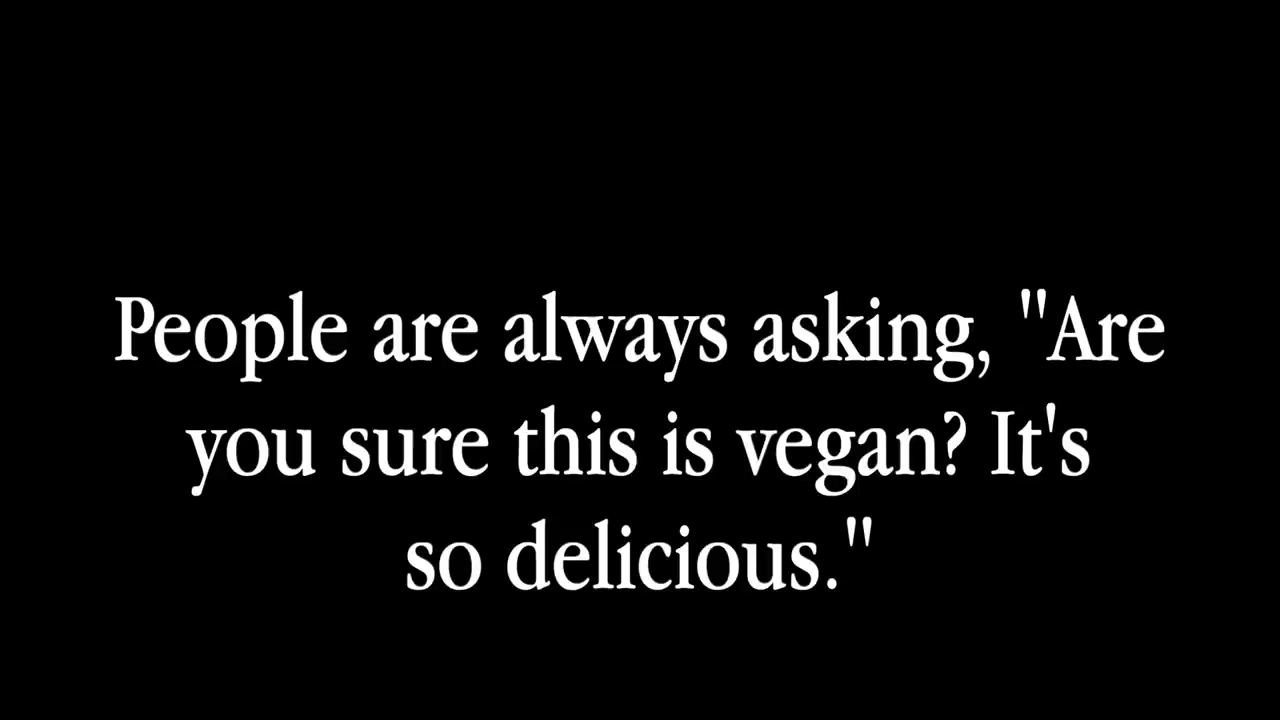 People are always asking, "Are
you sure this is vegan? It's
so delicious."